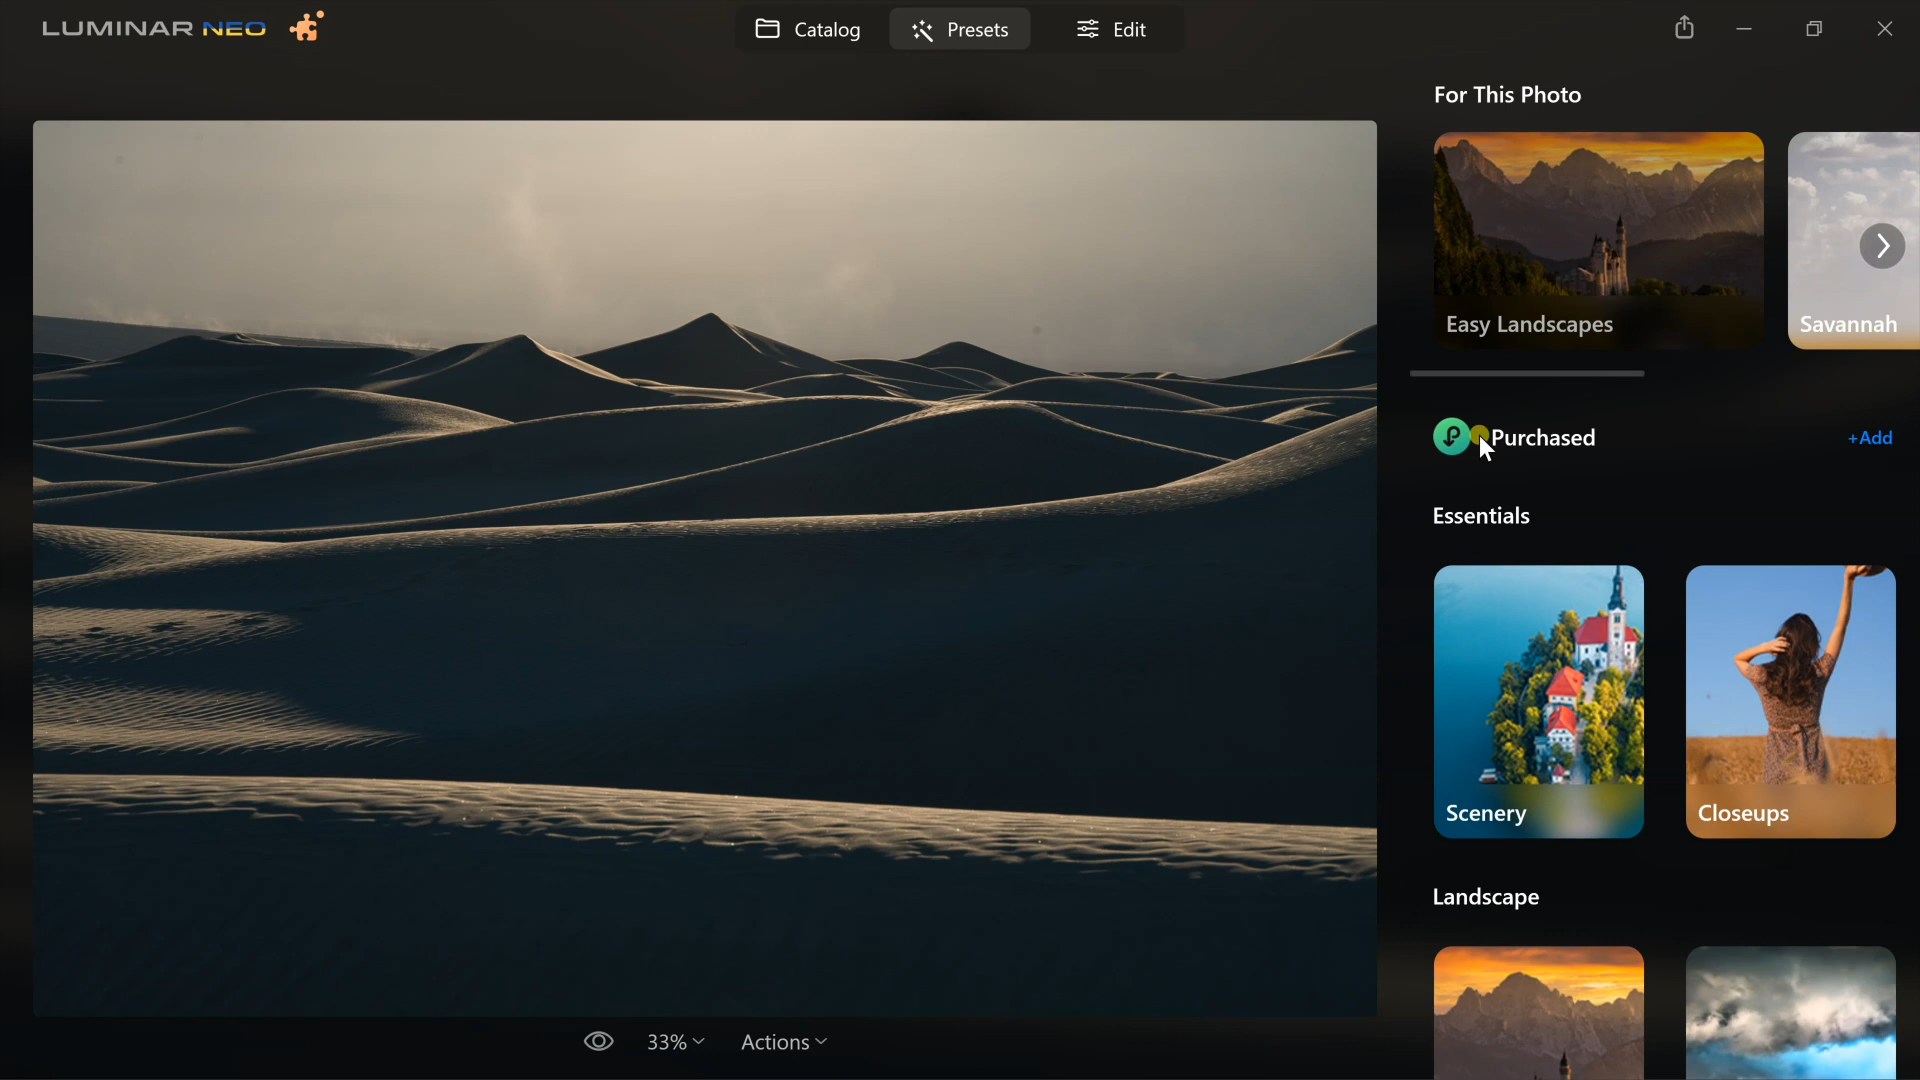 LUMINAR NEO
Catalog
Presets
Edit
For This Photo
Easy Landscapes
Savannah
Purchased
+Add
Essentials
Scenery
Closeups
Landscape
33%
Actions